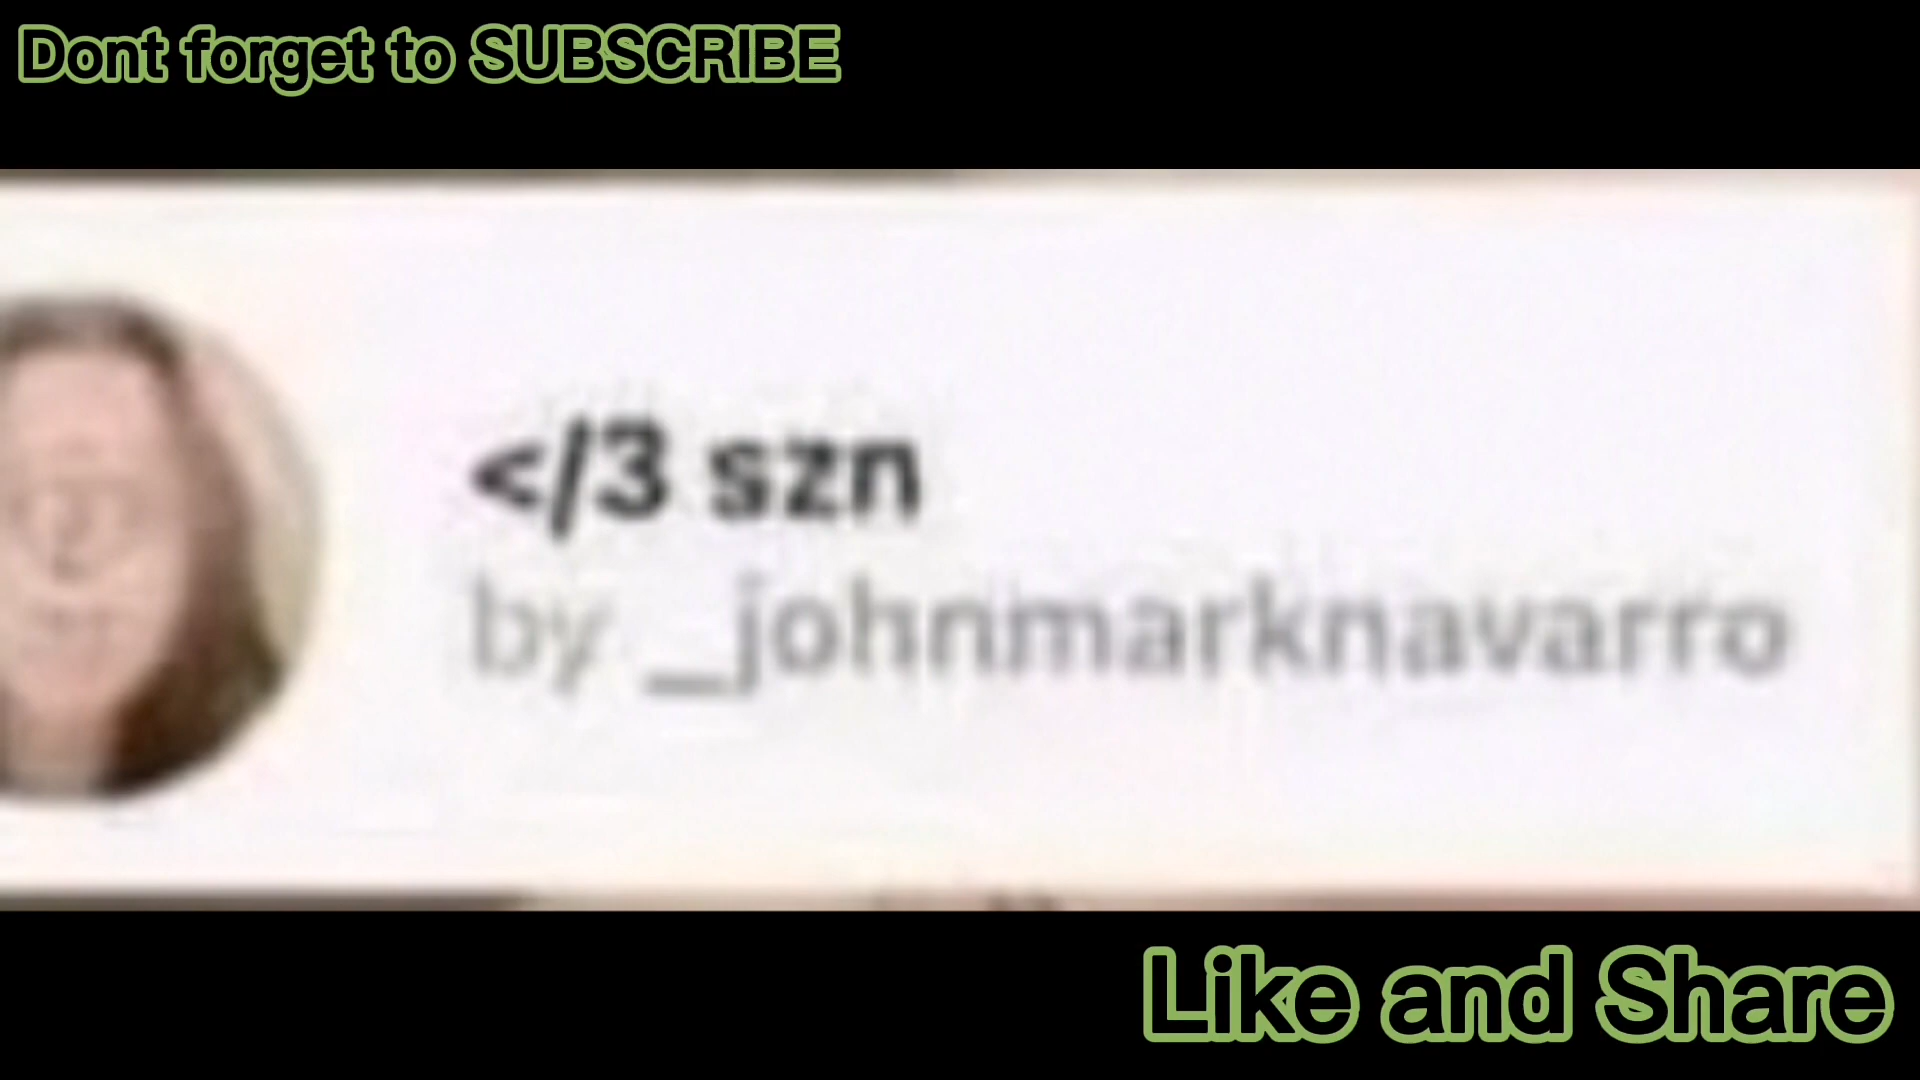 Dont forget to SUBSCRIBE
</3 szn
by _johnmarknavarro
Like and Share